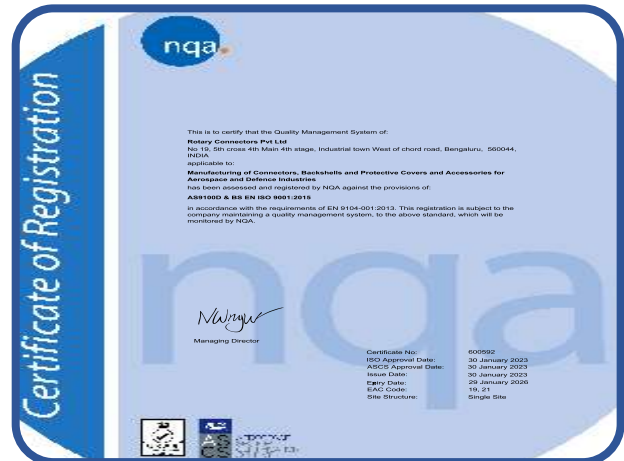 Certificate of Registration
nqa.
This is to certify that the Quality Management System of:
Rotary Connectors Pvt Ltd
No 19, 5th cross 4th Main 4th stage, Industrial town West of chord road, Bengaluru, 560044,
INDIA
applicable to:
Manufacturing of Connectors, Backshells and Protective Covers and Accessories for
Aerospace and Defence Industries
has been assessed and registered by NQA against the provisions of:
AS9100D & BS EN ISO 9001:2015
in accordance with the requirements of EN 9104-001:2013. This registration is subject to the
company maintaining a quality management system, to the above standard, which will be
monitored by NQA.
nqa
Managing Director
Certificate No: 600592
ISO Approval Date: 30 January 2023
ASCS Approval Date: 30 January 2023
Issue Date: 30 January 2023
Expiry Date: 29 January 2026
EAC Code: 19, 21
Site Structure: Single Site
AS
CS